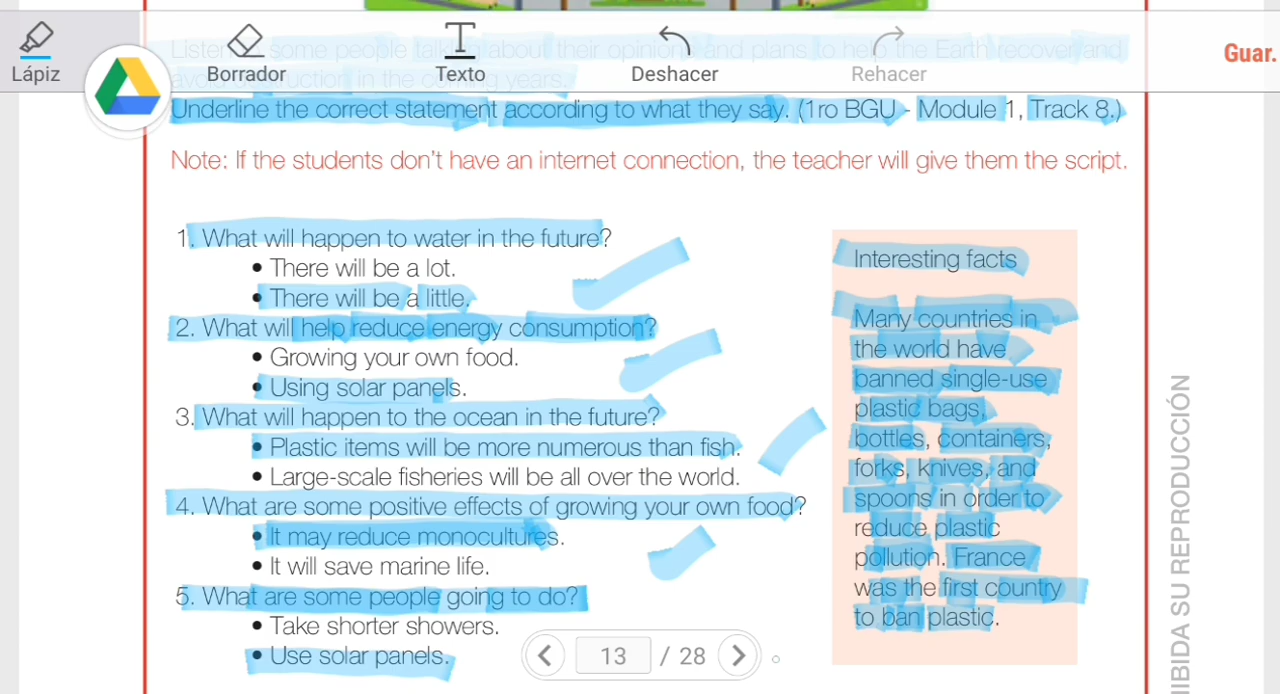 Lápiz
Borrador
Texto
Deshacer
Rehacer
Guar.
Listen to some people talking about their opinions and plans to help the Earth recover and
avoid destruction in the coming years.
Underline the correct statement according to what they say. (1ro BGU - Module 1, Track 8.)
Note: If the students don't have an internet connection, the teacher will give them the script.
1. What will happen to water in the future?
• There will be a lot.
• There will be a little.
2. What will help reduce energy consumption?
• Growing your own food.
• Using solar panels.
3. What will happen to the ocean in the future?
• Plastic items will be more numerous than fish.
• Large-scale fisheries will be all over the world.
4. What are some positive effects of growing your own food?
• It may reduce monocultures.
• It will save marine life.
5. What are some people going to do?
• Take shorter showers.
• Use solar panels.
Interesting facts
Many countries in
the world have
banned single-use
plastic bags,
bottles, containers,
forks, knives, and
spoons in order to
reduce plastic
pollution. France
was the first country
to ban plastic.
13 / 28
IBIDA SU REPRODUCCIÓN